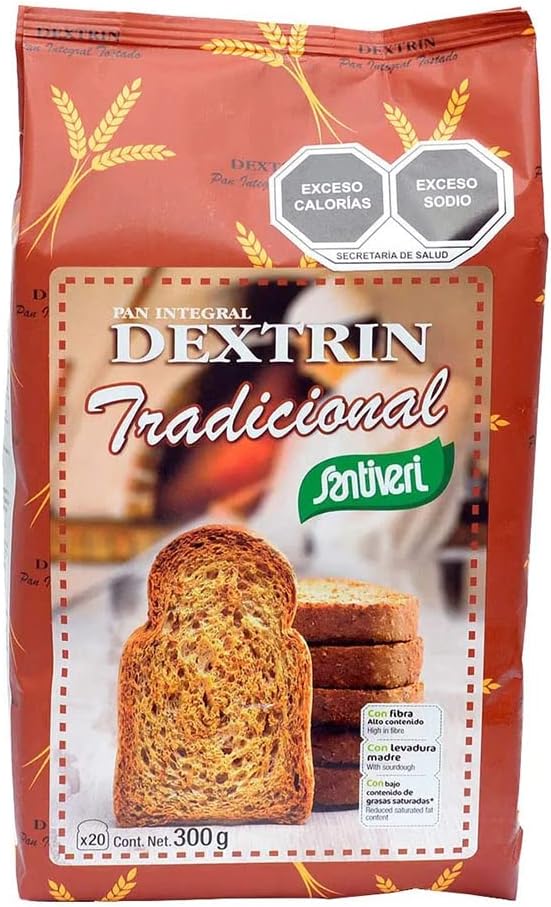 DEXTRIN
Pan Integral Tostado
DEXTRIN
Pan Integral Tostado
EXCESO
CALORÍAS
EXCESO
SODIO
SECRETARÍA DE SALUD
PAN INTEGRAL
DEXTRIN
Tradicional
Santiveri
Con fibra
Alto contenido
High in fibre
Con levadura
madre
With sourdough
Con bajo
contenido de
grasas saturadas*
Reduced saturated fat
content
x20 Cont. Net. 300 g